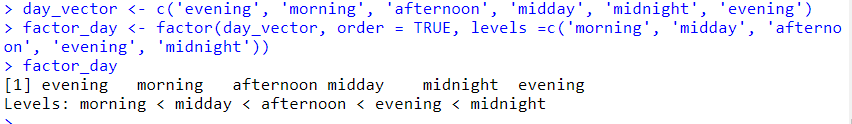 > day_vector <- c('evening', 'morning', 'afternoon', 'midday', 'midnight', 'evening')
> factor_day <- factor(day_vector, order = TRUE, levels =c('morning', 'midday', 'afterno
on', 'evening', 'midnight'))
> factor_day
[1] evening   morning   afternoon midday    midnight  evening
Levels: morning < midday < afternoon < evening < midnight
>